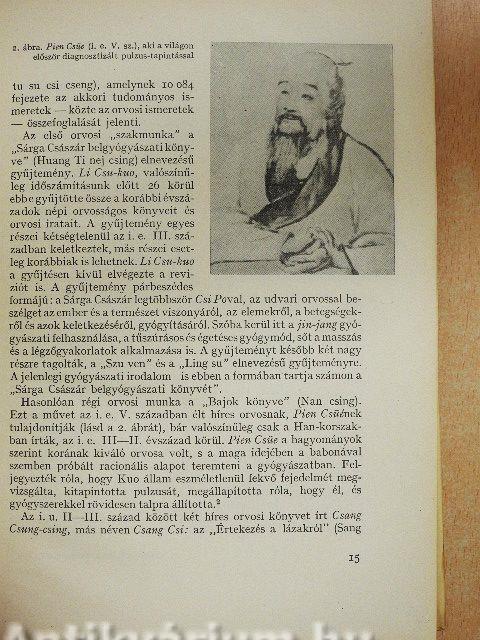 2. ábra. Pien Csüe (i. e. V. sz.), aki a világon
először diagnosztizált pulzus-tapintással
tu su csi cseng), amelynek 10 084
fejezete az akkori tudományos is-
meretek — közte az orvosi ismeretek
— összefoglalását jelenti.
Az első orvosi „szakmunka" a
„Sárga Császár belgyógyászati köny-
ve" (Huang Ti nej csing) elnevezésű
gyűjtemény. Li Csu-kuo, valószínű-
leg időszámításunk előtt 26 körül
ebbe gyűjtötte össze a korábbi évszá-
zadok népi orvosságos könyveit és
orvosi iratait. A gyűjtemény egyes
részei kétségtelenül az i. e. III. szá-
zadban keletkeztek, más részei eset-
leg korábbiak is lehetnek. Li Csu-kuo
a gyűjtésen kívül elvégezte a reví-
ziót is. A gyűjtemény párbeszédes
formájú: a Sárga Császár legtöbbször Csi Poval, az udvari orvossal be-
szélget az ember és a természet viszonyáról, az elemekről, a betegségek-
ről és azok keletkezéséről, gyógyításáról. Szóba kerül itt a jin-jang gyó-
gyászati felhasználása, a tűszúrásos és égetéses gyógymód, sőt a masszás
és a légzőgyakorlatok alkalmazása is. A gyűjteményt később két nagy
részre tagolták, a „Szu ven" és a „Ling su" elnevezésű gyűjteményre.
A jelenlegi gyógyászati irodalom is ebben a formában tartja számon a
„Sárga Császár belgyógyászati könyvét".
Hasonlóan régi orvosi munka a „Bajok könyve" (Nan csing).
Ezt a művet az i. e. V. században élt híres orvosnak, Pien Csüének
tulajdonítják (lásd a 2. ábrát), bár valószínűleg csak a Han-korszak-
ban írták, az i. e. III—II. évszázad körül. Pien Csüe a hagyományok
szerint korának kiváló orvosa volt, s a maga idejében a babonával
szemben próbált racionális alapot teremteni a gyógyászatban. Fel-
jegyezték róla, hogy Kuo állam eszméletlenül fekvő fejedelmét meg-
vizsgálta, kitapintotta pulzusát, megállapította róla, hogy él, és
gyógyszerekkel rövidesen talpra állította.²
Az i. u. II—III. század között két híres orvosi könyvet írt Csang
Csung-csing, más néven Csang Csi: az „Értekezés a lázakról" (Sang
15
Antikvárium.hu